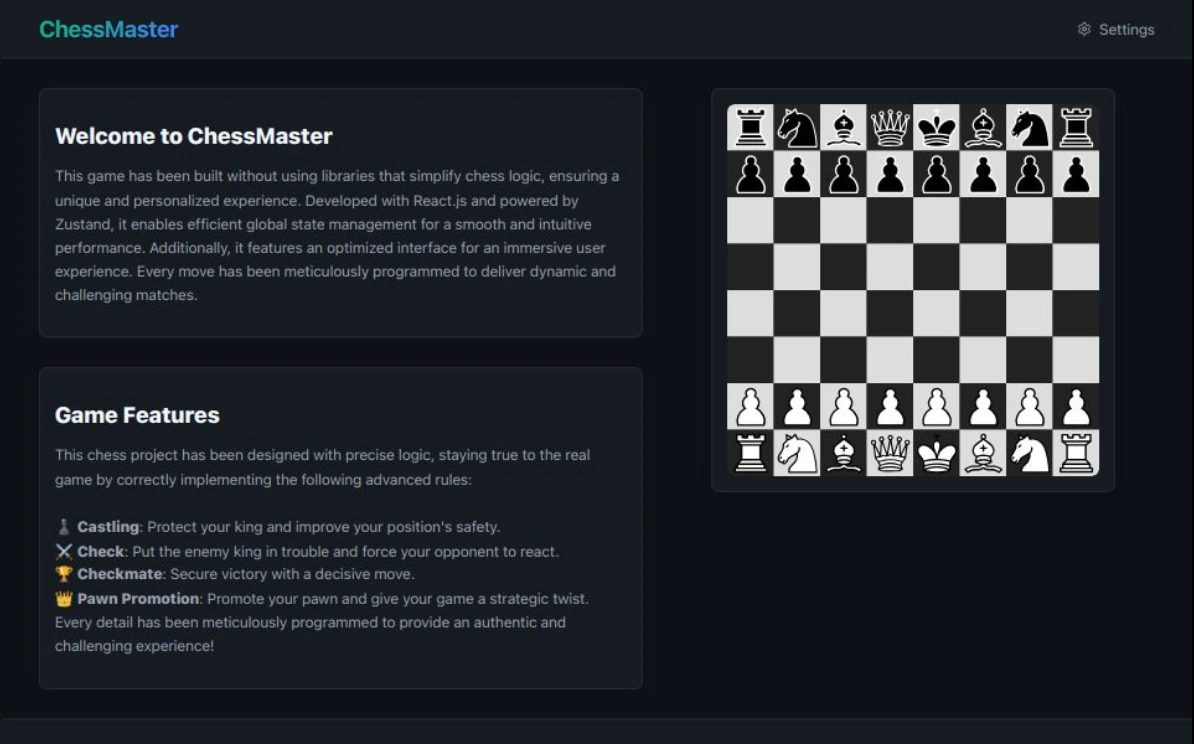 ChessMaster
Settings
Welcome to ChessMaster
This game has been built without using libraries that simplify chess logic, ensuring a
unique and personalized experience. Developed with React.js and powered by
Zustand, it enables efficient global state management for a smooth and intuitive
performance. Additionally, it features an optimized interface for an immersive user
experience. Every move has been meticulously programmed to deliver dynamic and
challenging matches.
Game Features
This chess project has been designed with precise logic, staying true to the real
game by correctly implementing the following advanced rules:
♟️ Castling: Protect your king and improve your position's safety.
⚔️ Check: Put the enemy king in trouble and force your opponent to react.
🏆 Checkmate: Secure victory with a decisive move.
👑 Pawn Promotion: Promote your pawn and give your game a strategic twist.
Every detail has been meticulously programmed to provide an authentic and
challenging experience!